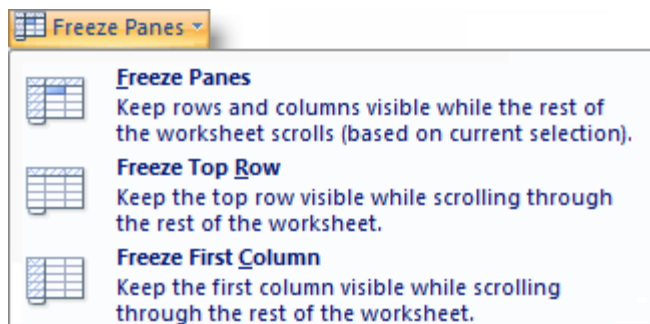 Freeze Panes
Freeze Panes
Keep rows and columns visible while the rest of
the worksheet scrolls (based on current selection).
Freeze Top Row
Keep the top row visible while scrolling through
the rest of the worksheet.
Freeze First Column
Keep the first column visible while scrolling
through the rest of the worksheet.